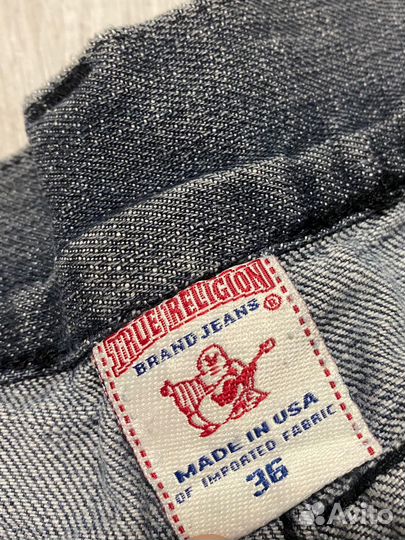 TRUE RELIGION
BRAND JEANS ®
MADE IN USA
OF IMPORTED FABRIC
36
Avito